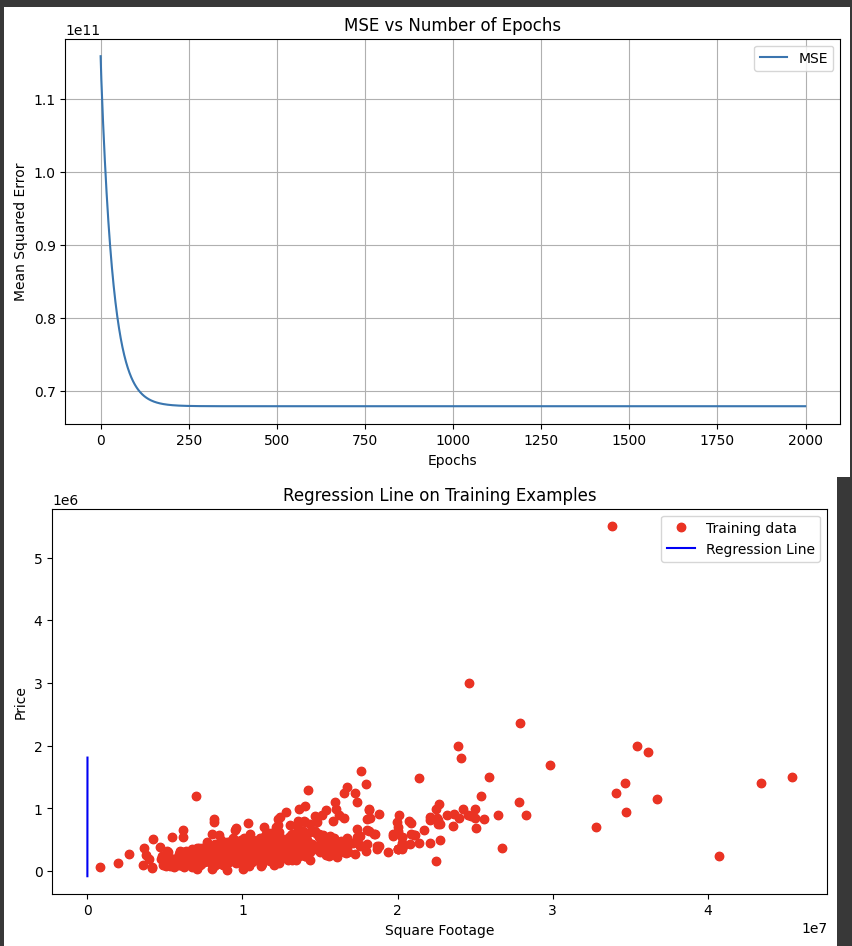 MSE vs Number of Epochs
1e11
MSE
1.1
1.0
0.9
0.8
0.7
Mean Squared Error
0 250 500 750 1000 1250 1500 1750 2000
Epochs
Regression Line on Training Examples
1e6
Training data
Regression Line
5
4
3
2
1
0
Price
0 1 2 3 4
1e7
Square Footage